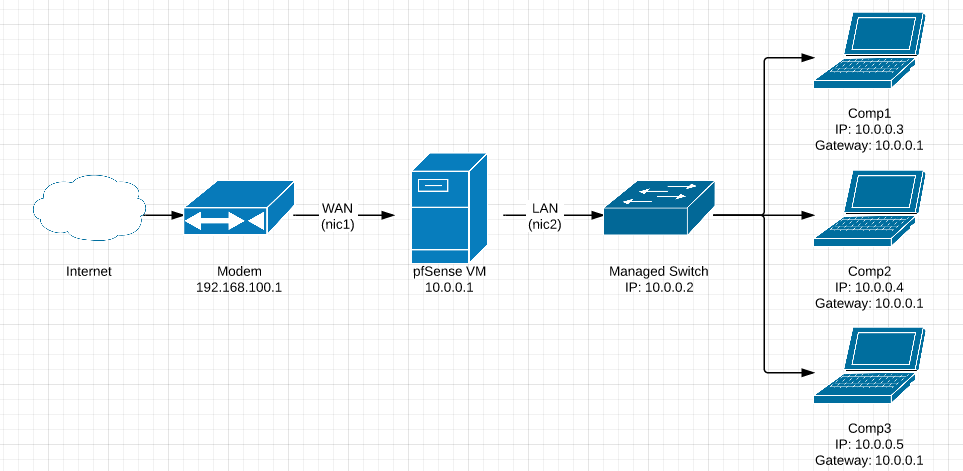 Internet
Modem
192.168.100.1
WAN
(nic1)
pfSense VM
10.0.0.1
LAN
(nic2)
Managed Switch
IP: 10.0.0.2
Comp1
IP: 10.0.0.3
Gateway: 10.0.0.1
Comp2
IP: 10.0.0.4
Gateway: 10.0.0.1
Comp3
IP: 10.0.0.5
Gateway: 10.0.0.1